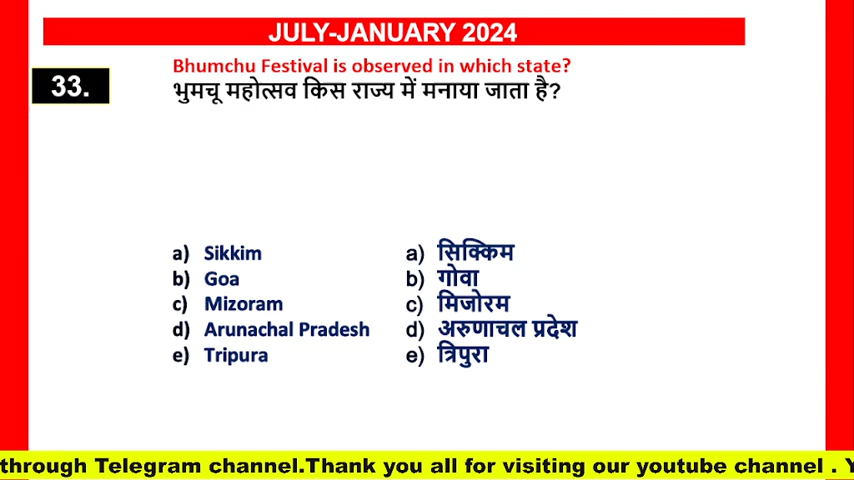 JULY-JANUARY 2024
33.
Bhumchu Festival is observed in which state?
भुमचू महोत्सव किस राज्य में मनाया जाता है?
a) Sikkim a) सिक्किम
b) Goa b) गोवा
c) Mizoram c) मिजोरम
d) Arunachal Pradesh d) अरुणाचल प्रदेश
e) Tripura e) त्रिपुरा
through Telegram channel.Thank you all for visiting our youtube channel . Y